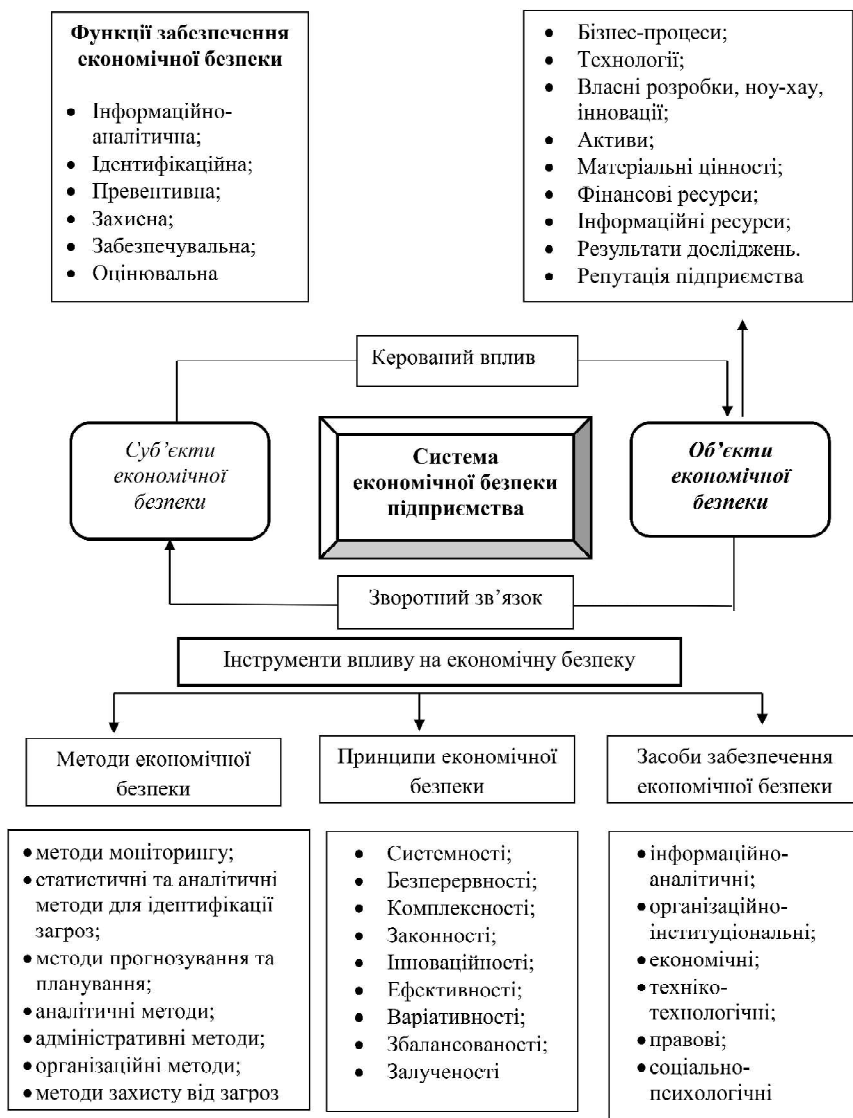 Функції забезпечення
економічної безпеки
• Інформаційно-
аналітична;
• Ідентифікаційна;
• Превентивна;
• Захисна;
• Забезпечувальна;
• Оцінювальна
• Бізнес-процеси;
• Технології;
• Власні розробки, ноу-хау,
інновації;
• Активи;
• Матеріальні цінності;
• Фінансові ресурси;
• Інформаційні ресурси;
• Результати досліджень.
• Репутація підприємства
Керований вплив
Суб’єкти
економічної
безпеки
Система
економічної безпеки
підприємства
Об’єкти
економічної
безпеки
Зворотний зв’язок
Інструменти впливу на економічну безпеку
Методи економічної
безпеки
Принципи економічної
безпеки
Засоби забезпечення
економічної безпеки
• методи моніторингу;
• статистичні та аналітичні
методи для ідентифікації
загроз;
• методи прогнозування та
планування;
• аналітичні методи;
• адміністративні методи;
• організаційні методи;
• методи захисту від загроз
• Системності;
• Безперервності;
• Комплексності;
• Законності;
• Інноваційності;
• Ефективності;
• Варіативності;
• Збалансованості;
• Залученості
• інформаційно-
аналітичні;
• організаційно-
інституціональні;
• економічні;
• техніко-
технологічні;
• правові;
• соціально-
психологічні